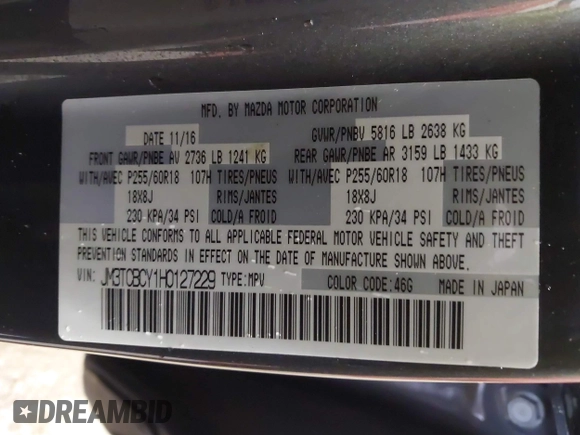 MFD. BY MAZDA MOTOR CORPORATION
DATE 11/16
GVWR/PNBV 5816 LB 2638 KG
FRONT GAWR/PNBE AV 2736 LB 1241 KG
REAR GAWR/PNBE AR 3159 LB 1433 KG
WITH/AVEC P255/60R18 107H TIRES/PNEUS
WITH/AVEC P255/60R18 107H TIRES/PNEUS
18X8J RIMS/JANTES
18X8J RIMS/JANTES
230 KPA/34 PSI COLD/A FROID
230 KPA/34 PSI COLD/A FROID
THIS VEHICLE CONFORMS TO ALL APPLICABLE FEDERAL MOTOR VEHICLE SAFETY AND THEFT
PREVENTION STANDARDS IN EFFECT ON THE DATE OF MANUFACTURE SHOWN ABOVE.
VIN: JM3TCBCY1H0127229 TYPE:MPV
COLOR CODE:46G MADE IN JAPAN
DREAMBID